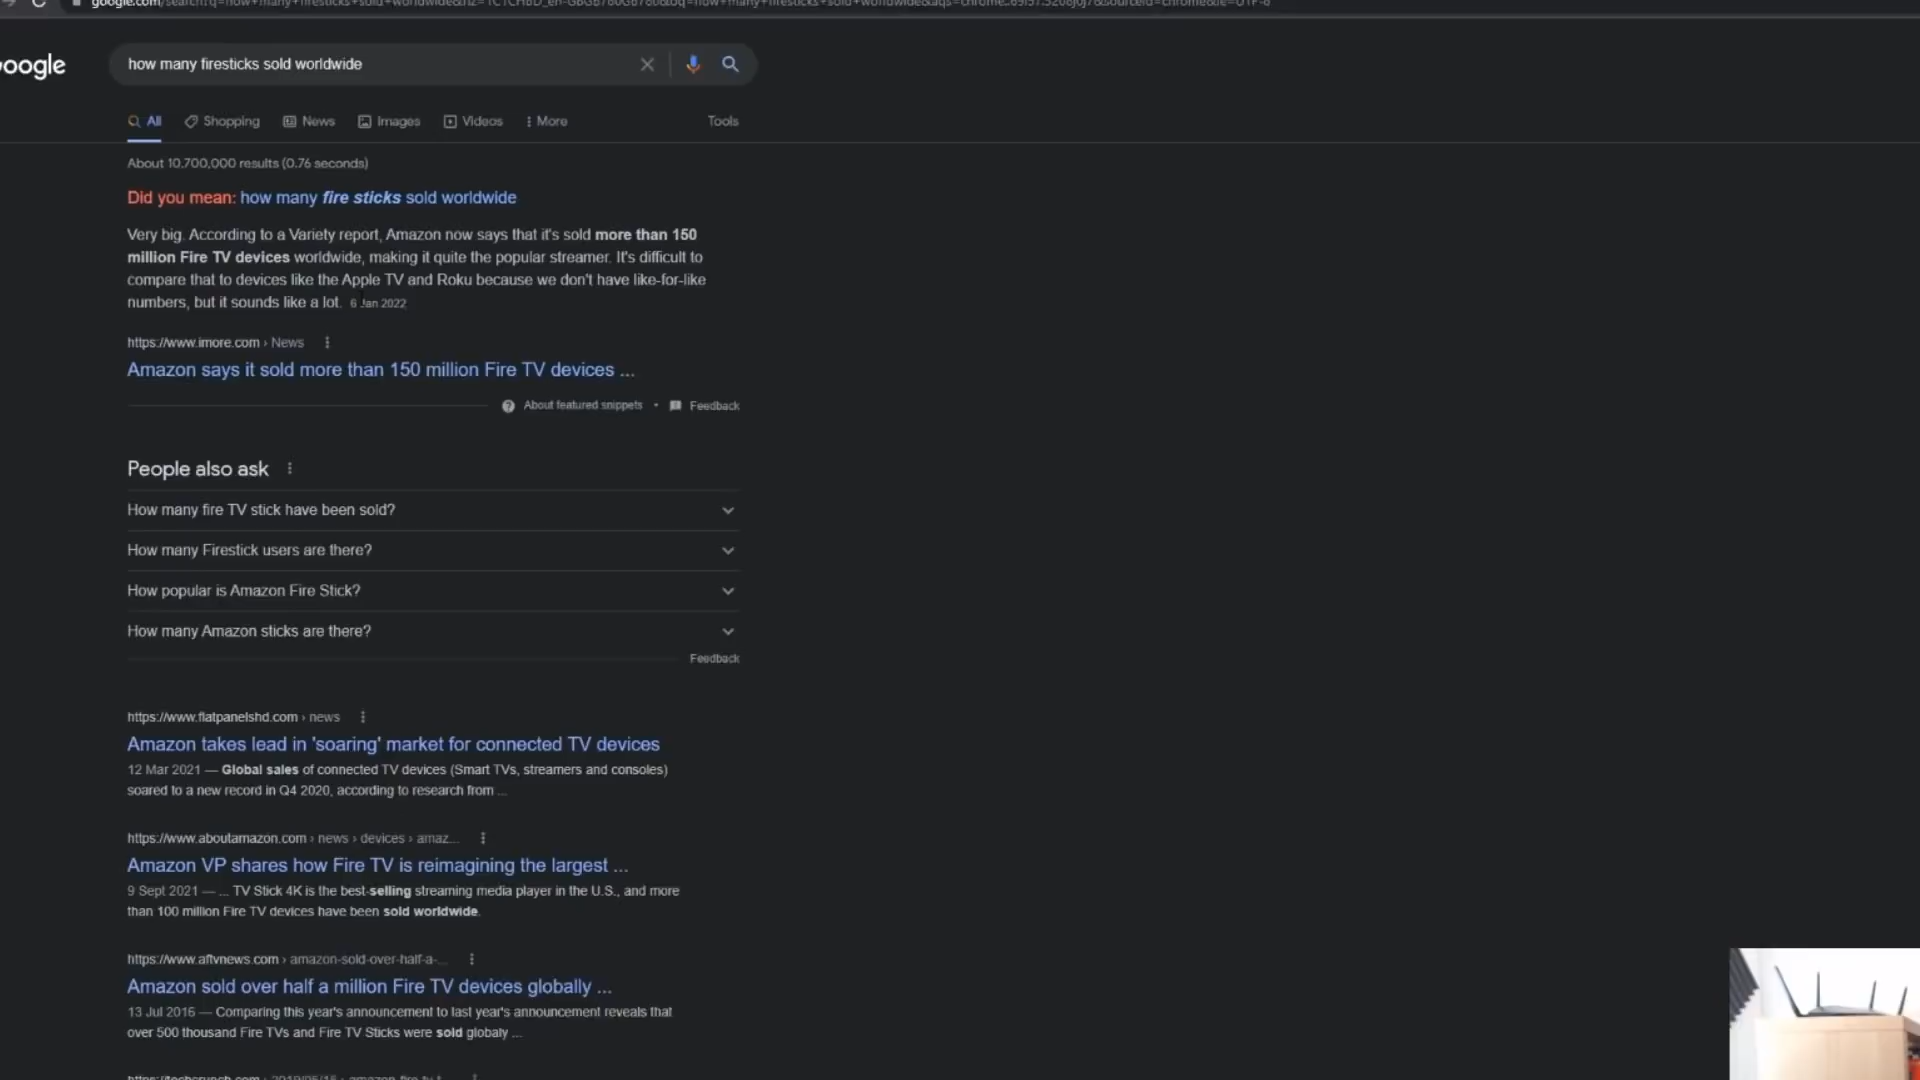 google.com/search?q=how+many+firesticks+sold+worldwide
oogle
how many firesticks sold worldwide
All
Shopping
News
Images
Videos
More
Tools
About 10,700,000 results (0.76 seconds)
Did you mean: how many fire sticks sold worldwide
Very big. According to a Variety report, Amazon now says that it's sold more than 150
million Fire TV devices worldwide, making it quite the popular streamer. It's difficult to
compare that to devices like the Apple TV and Roku because we don't have like-for-like
numbers, but it sounds like a lot. 6 Jan 2022
https://www.imore.com › News
Amazon says it sold more than 150 million Fire TV devices ...
About featured snippets • Feedback
People also ask
How many fire TV stick have been sold?
How many Firestick users are there?
How popular is Amazon Fire Stick?
How many Amazon sticks are there?
Feedback
https://www.flatpanelshd.com › news
Amazon takes lead in 'soaring' market for connected TV devices
12 Mar 2021 — Global sales of connected TV devices (Smart TVs, streamers and consoles)
soared to a new record in Q4 2020, according to research from ...
https://www.aboutamazon.com › news › devices › amaz...
Amazon VP shares how Fire TV is reimagining the largest ...
9 Sept 2021 — ... TV Stick 4K is the best-selling streaming media player in the U.S., and more
than 100 million Fire TV devices have been sold worldwide.
https://www.aftvnews.com › amazon-sold-over-half-a-...
Amazon sold over half a million Fire TV devices globally ...
13 Jul 2016 — Comparing this year's announcement to last year's announcement reveals that
over 500 thousand Fire TVs and Fire TV Sticks were sold globaly ...